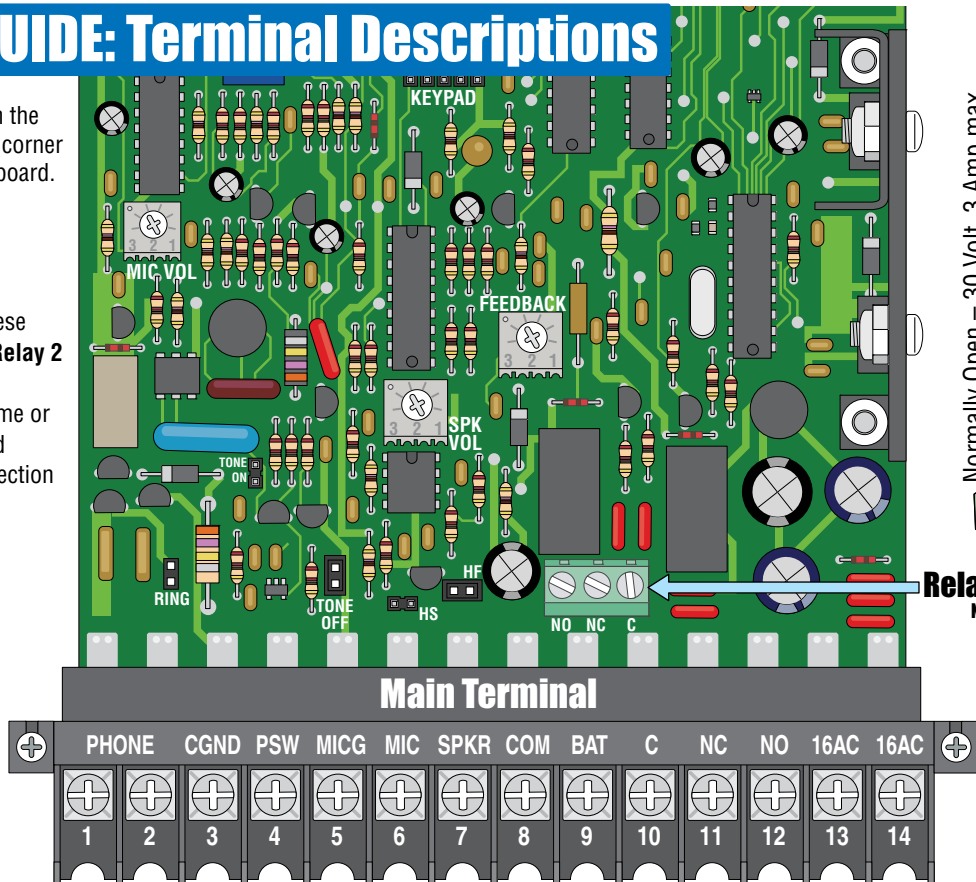 UIDE: Terminal Descriptions
n the
corner
board.
ese
Relay 2
me or
d
ection
KEYPAD
3 2 1
MIC VOL
FEEDBACK
3 2 1
3 2 1
SPK
VOL
TONE
ON
RING
TONE
OFF
HS
HF
NO NC C
Normally Open – 30 Volt, 3 Amp max
Rela
Main Terminal
PHONE CGND PSW MICG MIC SPKR COM BAT C NC NO 16AC 16AC
1 2 3 4 5 6 7 8 9 10 11 12 13 14